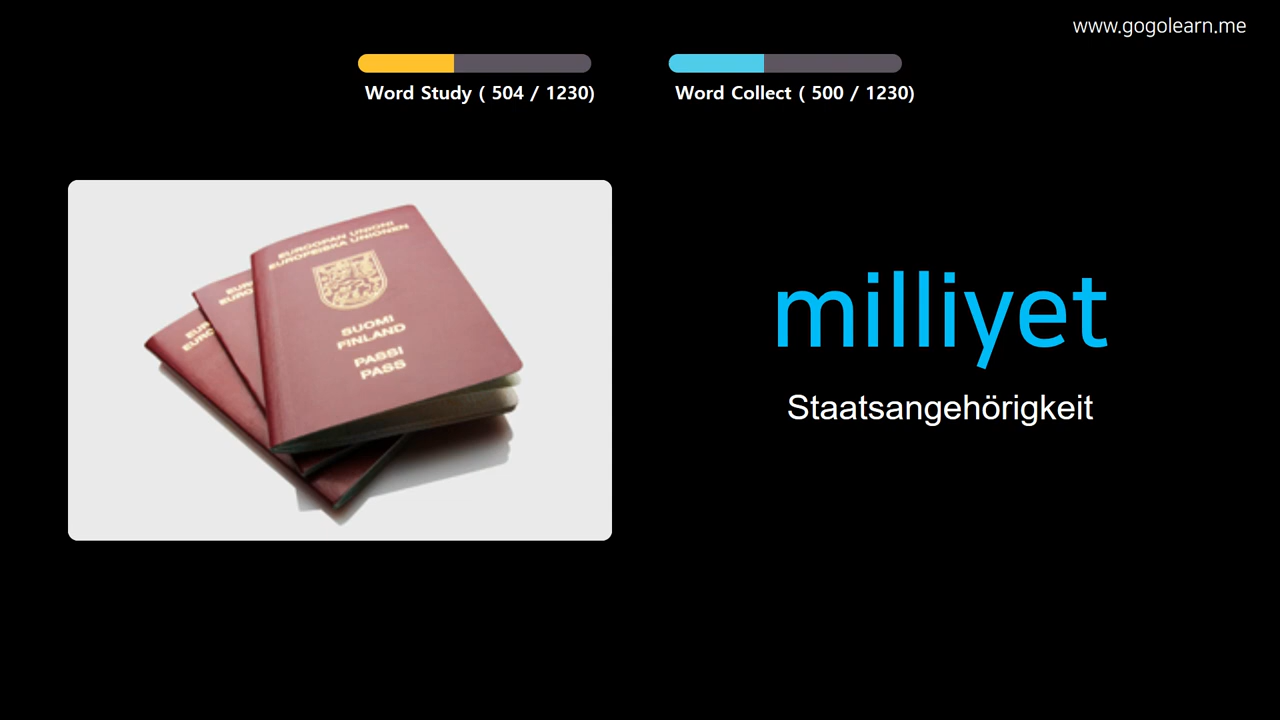 www.gogolearn.me
Word Study ( 504 / 1230)
Word Collect ( 500 / 1230)
EUROOPAN UNIONI
EUROPEISKA UNIONEN
SUOMI
FINLAND
PASSI
PASS
milliyet
Staatsangehörigkeit